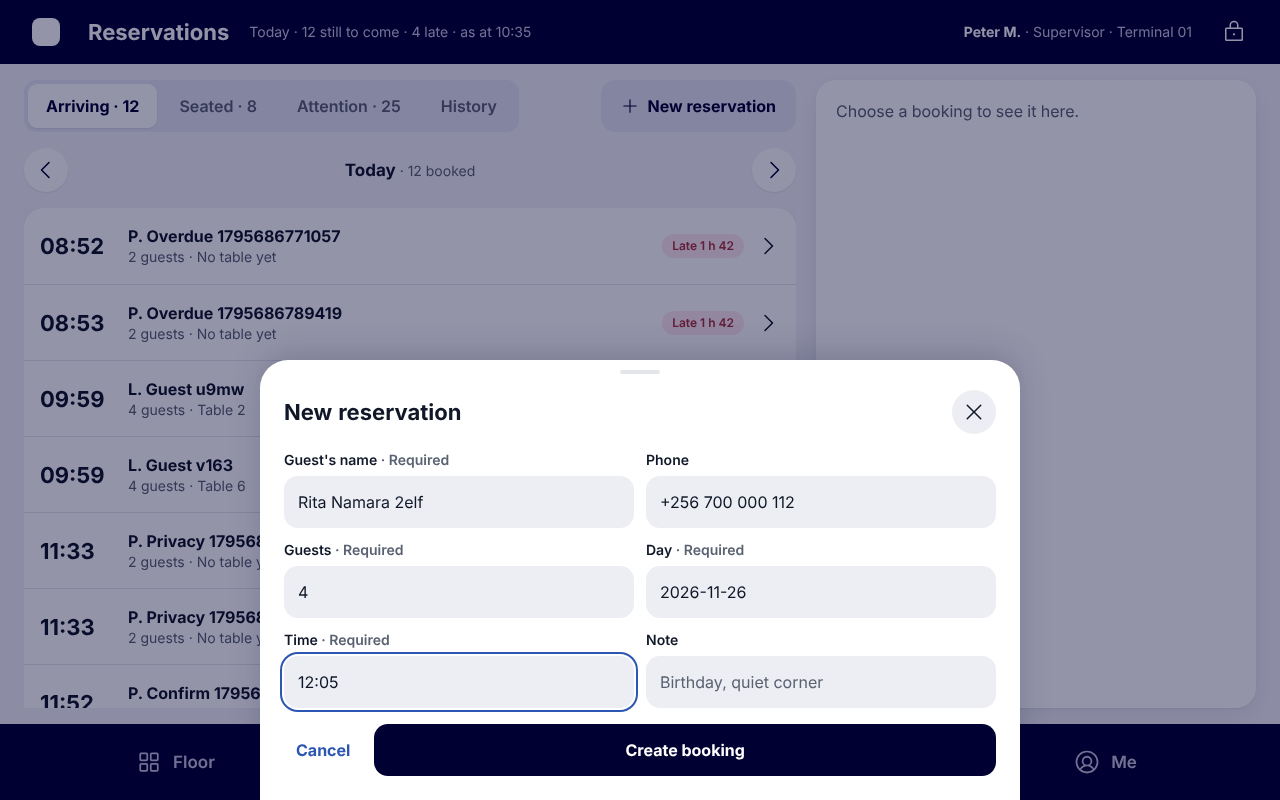 Reservations
Today · 12 still to come · 4 late · as at 10:35
Peter M. · Supervisor · Terminal 01
Arriving · 12
Seated · 8
Attention · 25
History
New reservation
Choose a booking to see it here.
Today · 12 booked
08:52
P. Overdue 1795686771057
2 guests · No table yet
Late 1 h 42
08:53
P. Overdue 1795686789419
2 guests · No table yet
Late 1 h 42
09:59
L. Guest u9mw
4 guests · Table 2
09:59
L. Guest v163
4 guests · Table 6
11:33
P. Privacy 17956
2 guests · No table
11:33
P. Privacy 17956
2 guests · No table
11:52
P. Confirm 17956
New reservation
Guest's name · Required
Phone
Rita Namara 2elf
+256 700 000 112
Guests · Required
Day · Required
4
2026-11-26
Time · Required
Note
12:05
Birthday, quiet corner
Cancel
Create booking
Floor
Me